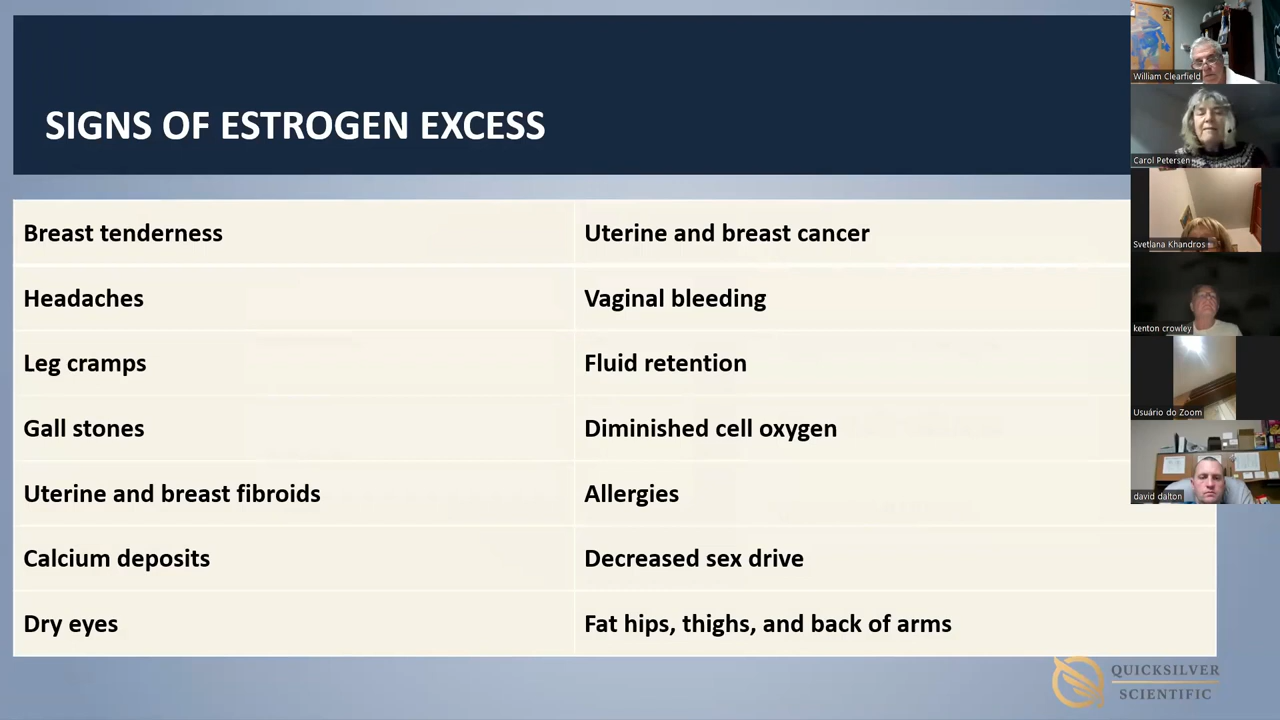 SIGNS OF ESTROGEN EXCESS
Breast tenderness
Uterine and breast cancer
Headaches
Vaginal bleeding
Leg cramps
Fluid retention
Gall stones
Diminished cell oxygen
Uterine and breast fibroids
Allergies
Calcium deposits
Decreased sex drive
Dry eyes
Fat hips, thighs, and back of arms
QUICKSILVER
SCIENTIFIC
William Clearfield
Carol Petersen
Svetlana Khandros
kenton crowley
Usuário do Zoom
david dalton